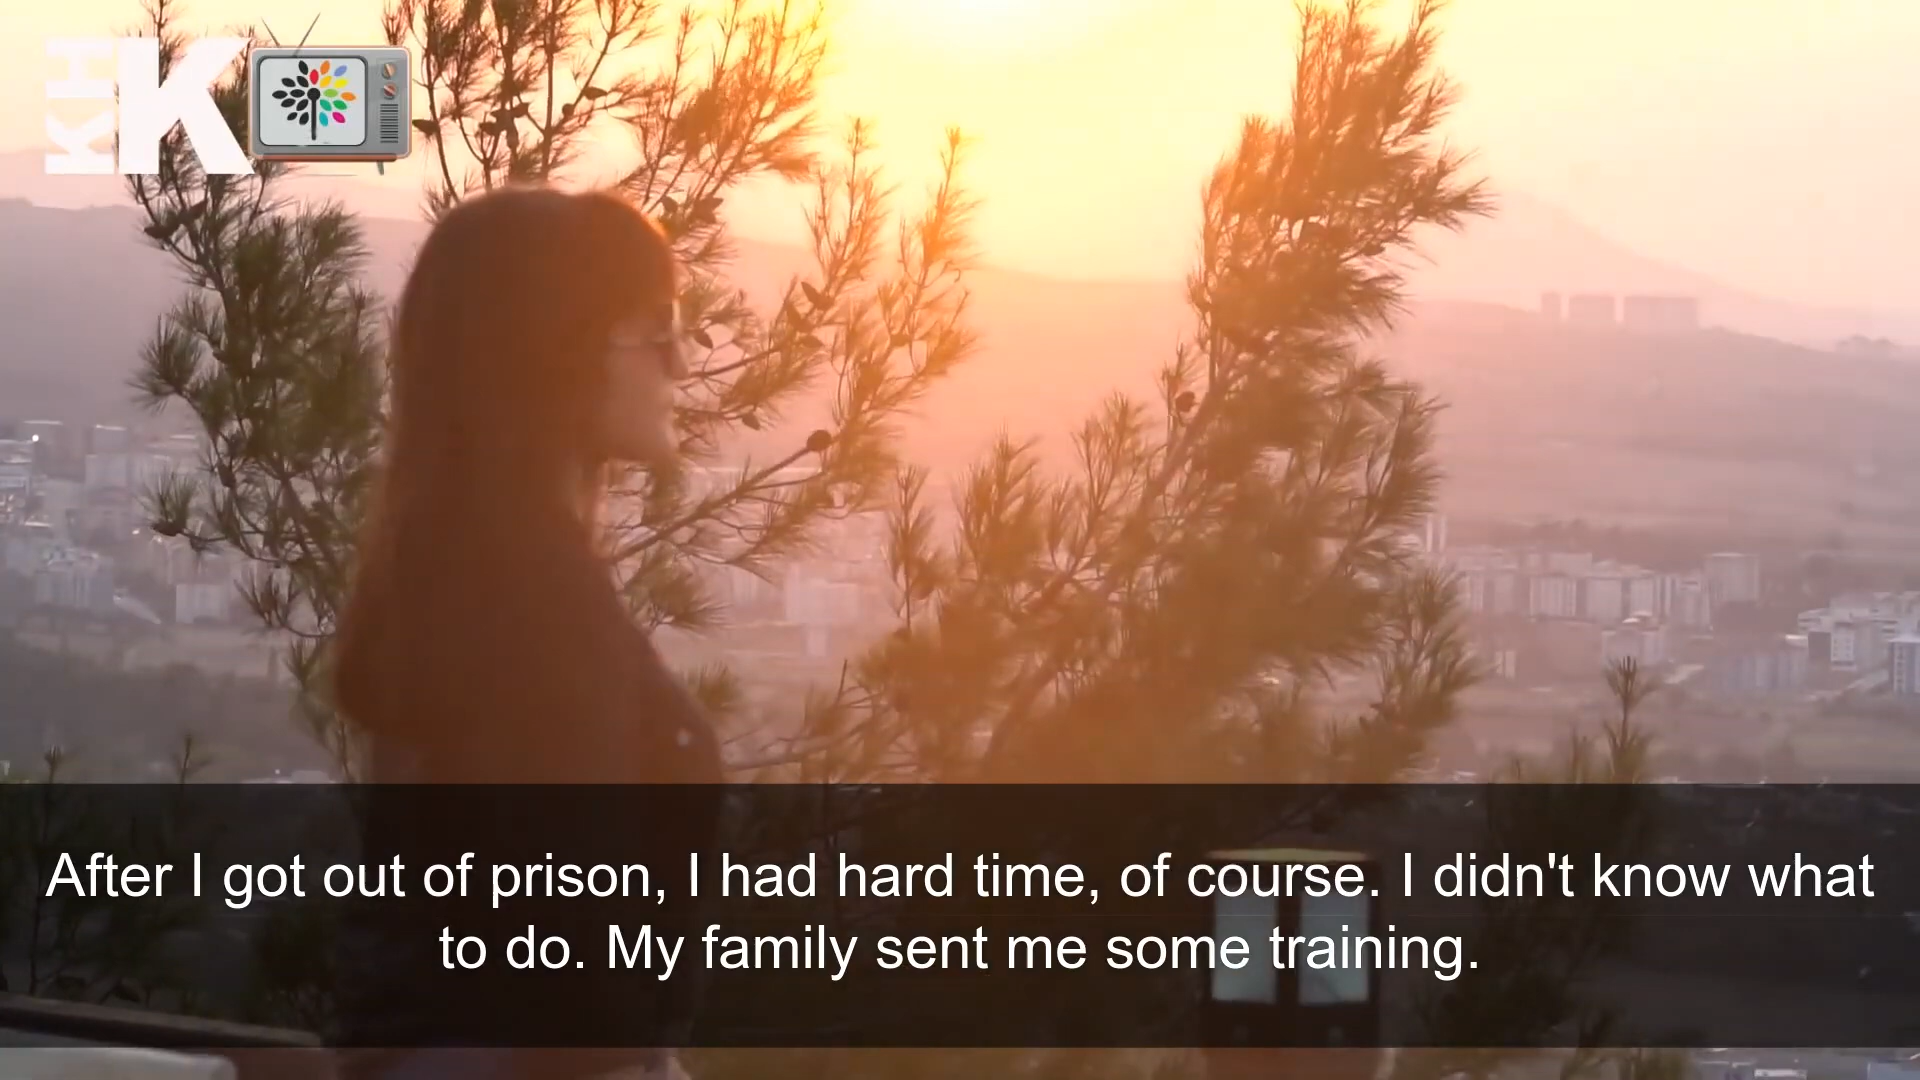 KHK
After I got out of prison, I had hard time, of course. I didn't know what
to do. My family sent me some training.